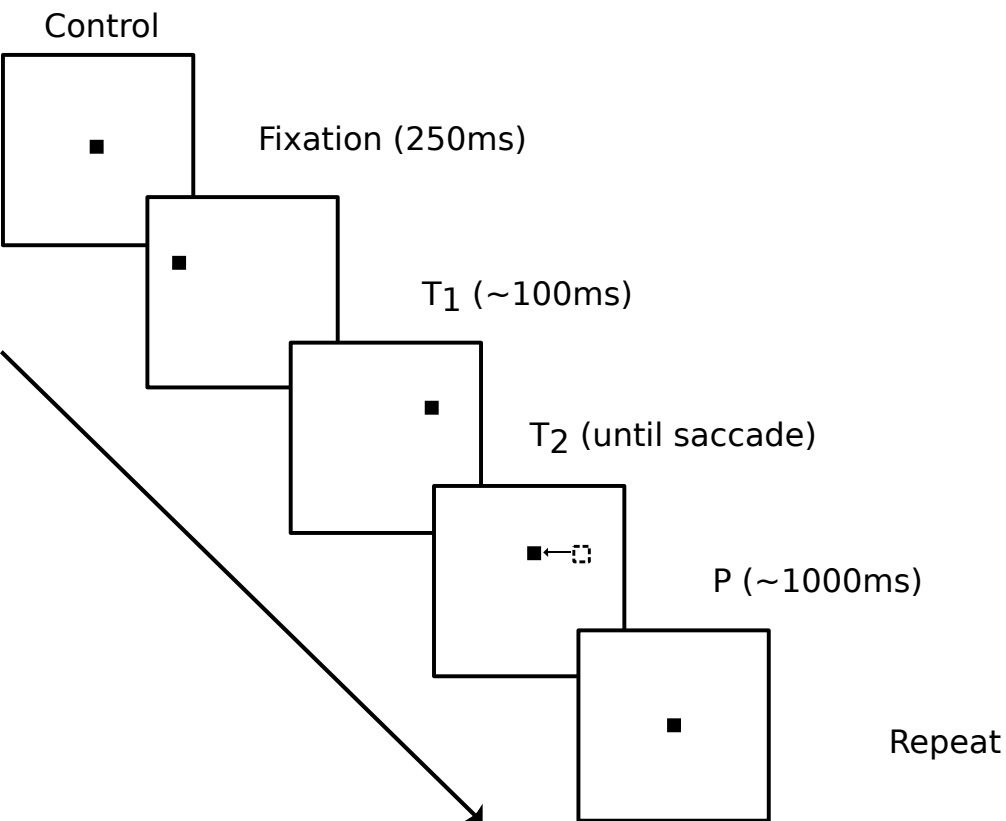 Control
Fixation (250ms)
T1 (~100ms)
T2 (until saccade)
P (~1000ms)
Repeat